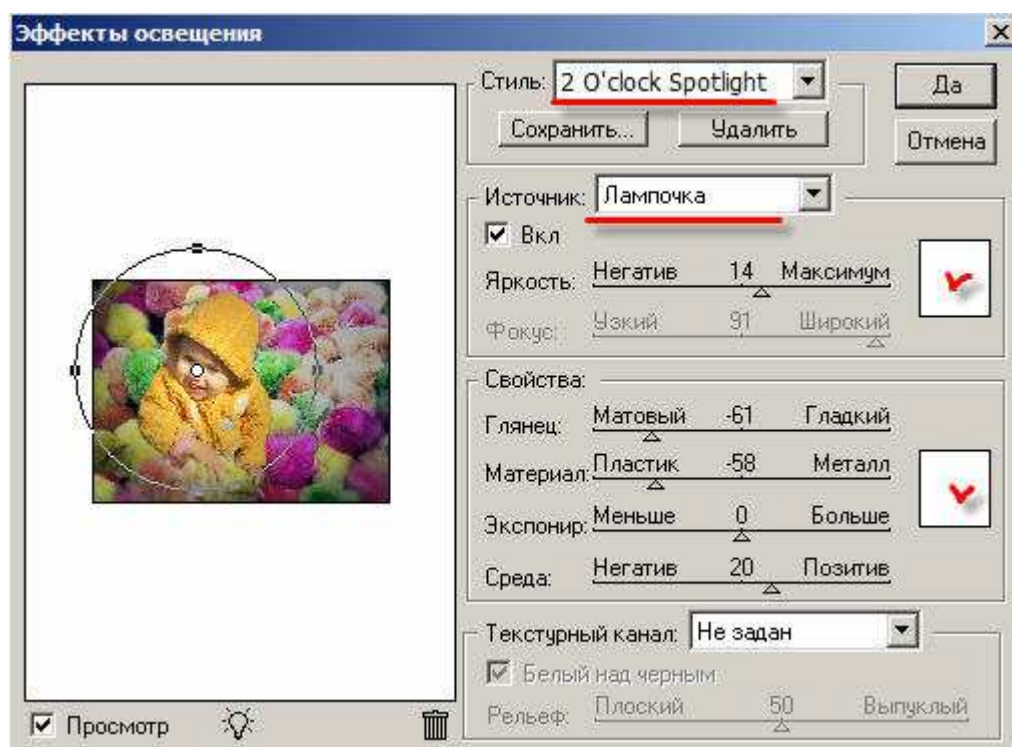 Эффекты освещения
Стиль: 2 O'clock Spotlight
Да
Сохранить... Удалить
Отмена
Источник: Лампочка
Вкл
Яркость: Негатив 14 Максимум
Фокус: Узкий 91 Широкий
Свойства:
Глянец: Матовый -61 Гладкий
Материал: Пластик -58 Металл
Экспонир: Меньше 0 Больше
Среда: Негатив 20 Позитив
Текстурный канал: Не задан
Белый над черным
Рельеф: Плоский 50 Выпуклый
Просмотр